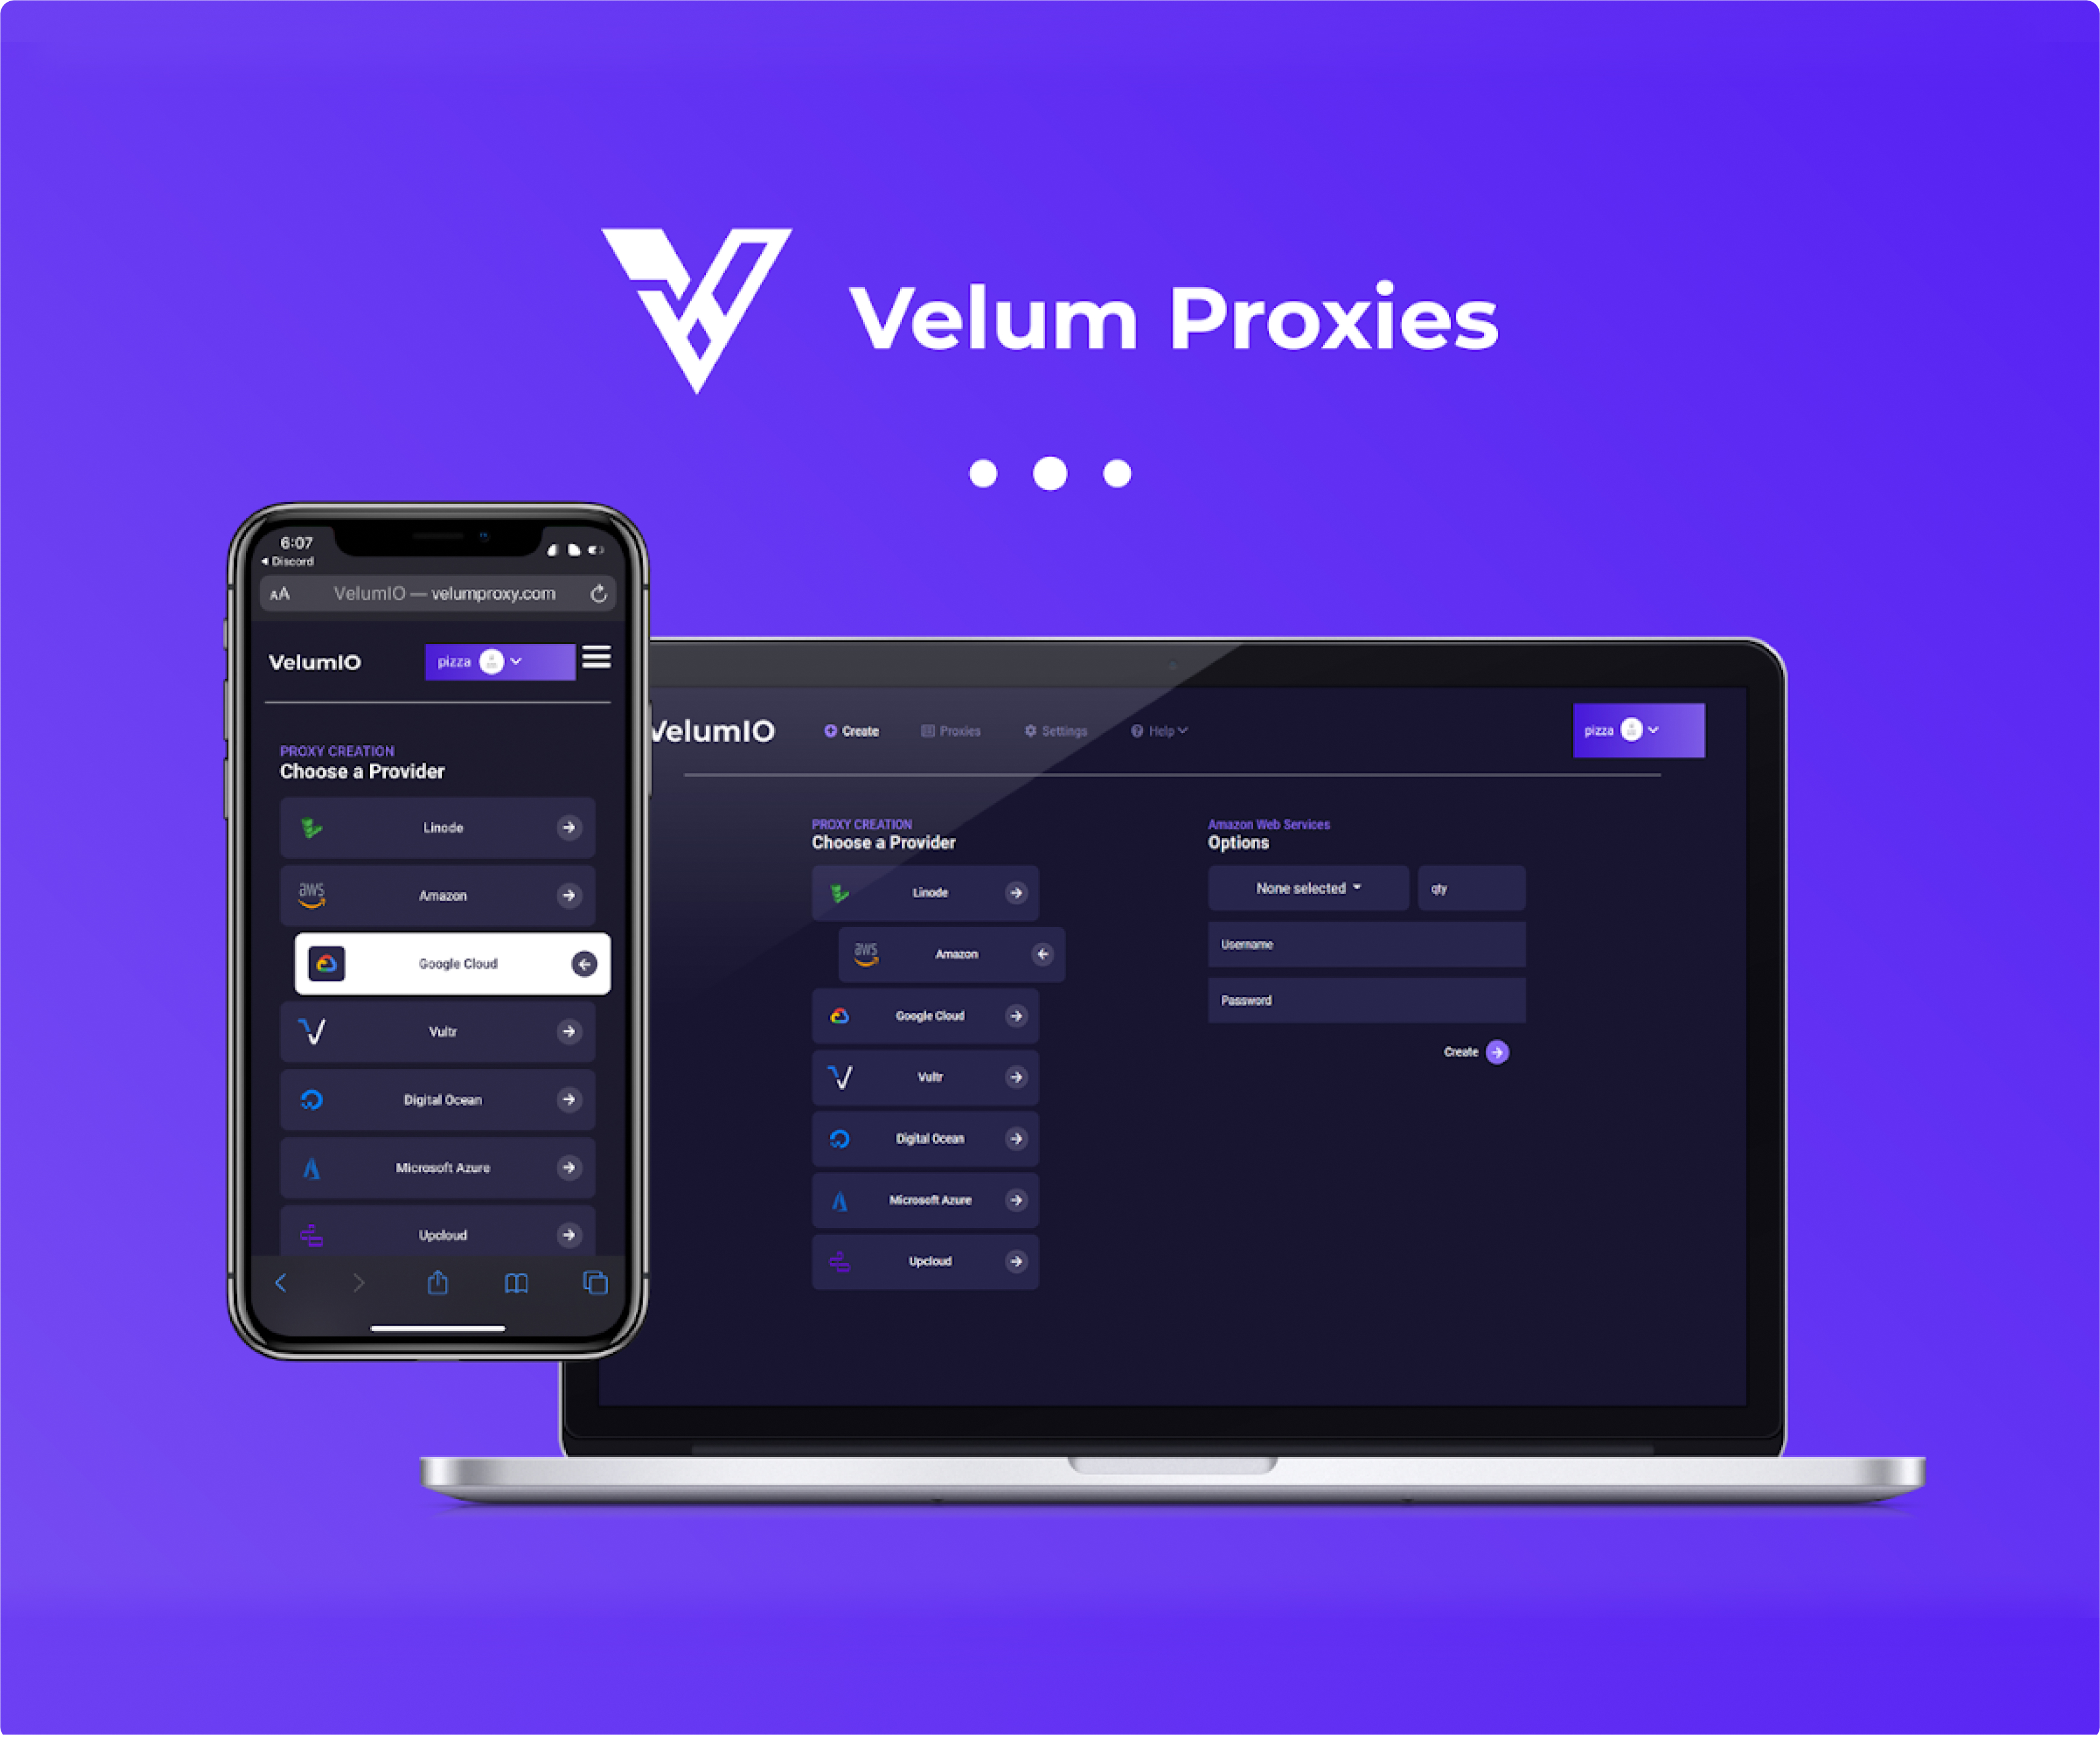 Velum Proxies
6:07
Discord
AA VelumIO — velumproxy.com
VelumIO pizza
PROXY CREATION
Choose a Provider
Linode
aws Amazon
Google Cloud
Vultr
Digital Ocean
Microsoft Azure
Upcloud
VelumIO Create Proxies Settings Help pizza
PROXY CREATION
Choose a Provider
Linode
aws Amazon
Google Cloud
Vultr
Digital Ocean
Microsoft Azure
Upcloud
Amazon Web Services
Options
None selected qty
Username
Password
Create